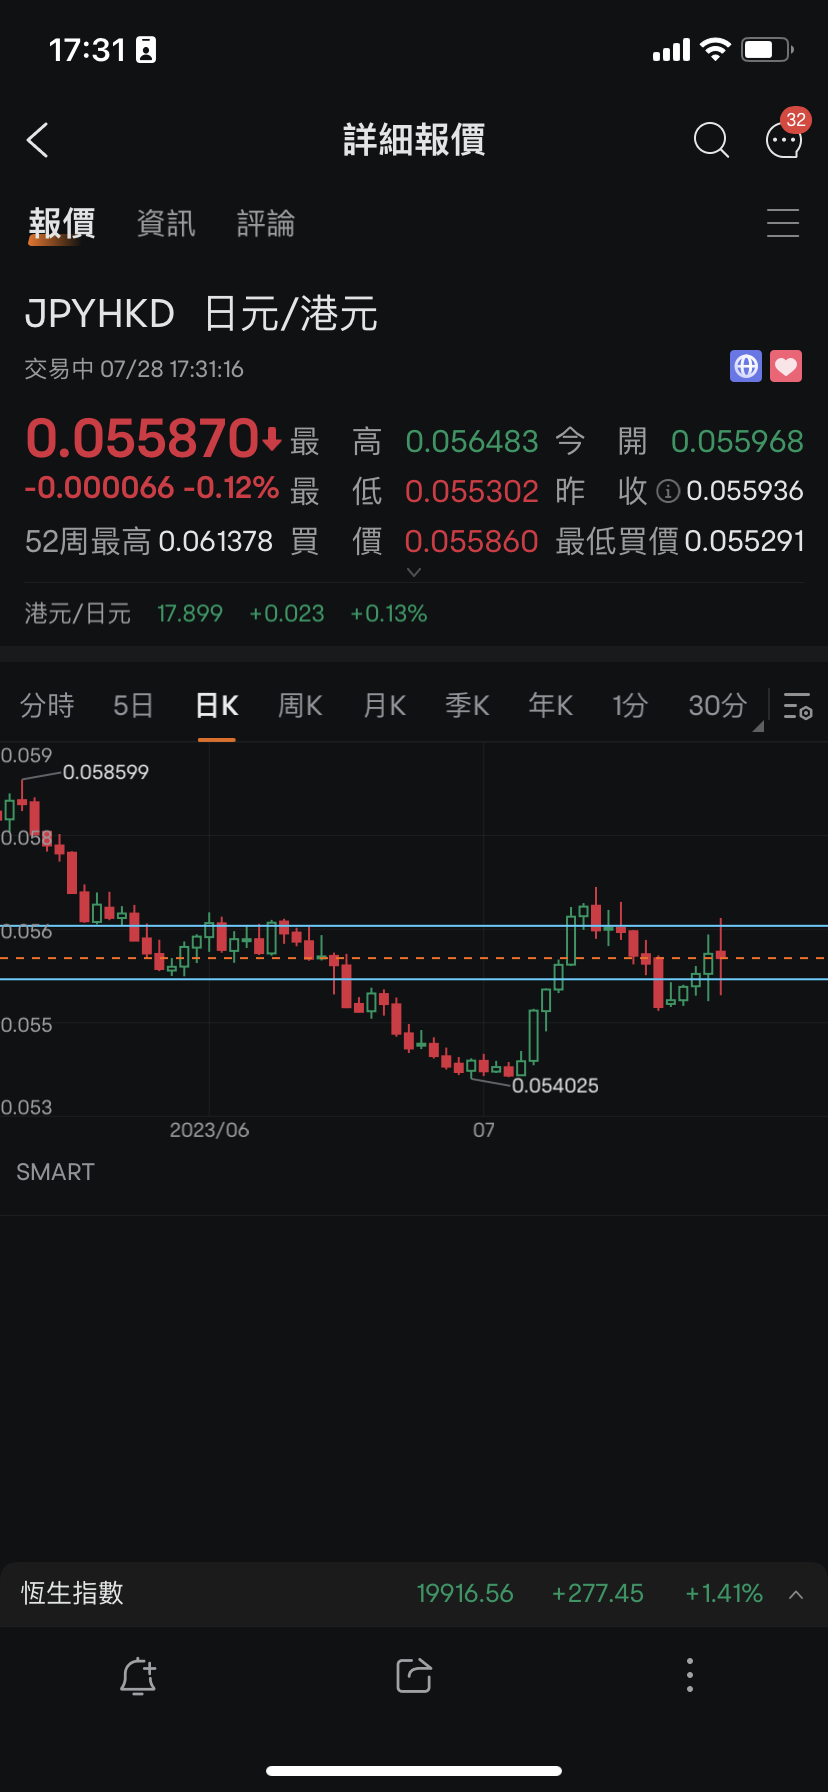 17:31
詳細報價
32
報價 資訊 評論
JPYHKD 日元/港元
交易中 07/28 17:31:16
0.055870 最高 0.056483 今開 0.055968
-0.000066 -0.12% 最低 0.055302 昨收 0.055936
52周最高 0.061378 買價 0.055860 最低買價 0.055291
港元/日元 17.899 +0.023 +0.13%
分時 5日 日K 周K 月K 季K 年K 1分 30分
0.059
0.058599
0.058
0.056
0.055
0.054025
0.053
2023/06 07
SMART
恆生指數 19916.56 +277.45 +1.41%